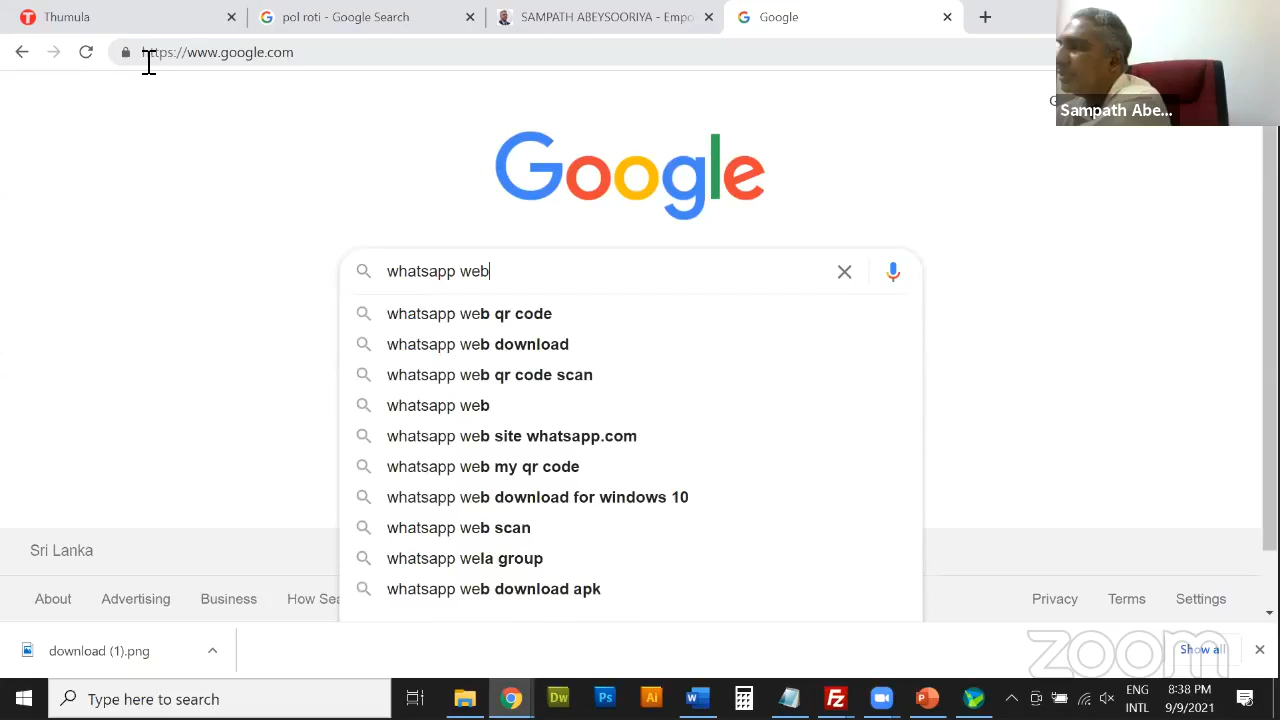 Thumula
pol roti - Google Search
SAMPATH ABEYSOORIYA - Empo
Google
https://www.google.com
Sampath Abe...
Google
whatsapp web
whatsapp web qr code
whatsapp web download
whatsapp web qr code scan
whatsapp web
whatsapp web site whatsapp.com
whatsapp web my qr code
whatsapp web download for windows 10
whatsapp web scan
whatsapp wela group
whatsapp web download apk
Sri Lanka
About Advertising Business How Sea Privacy Terms Settings
download (1).png
Show all
zoom
Type here to search
Dw Ps Ai
ENG 8:38 PM
INTL 9/9/2021